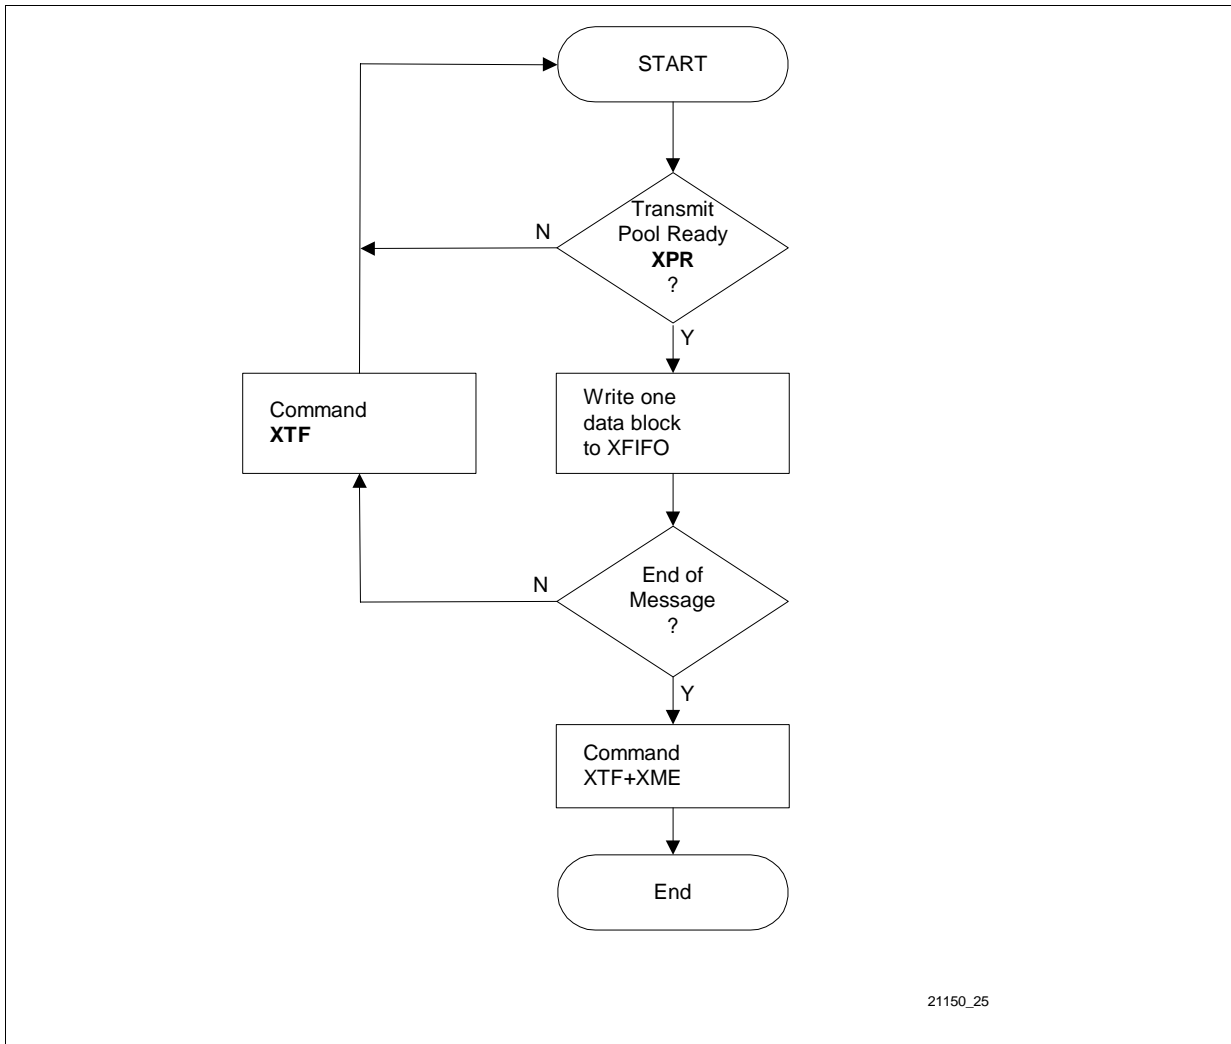 START
Transmit
Pool Ready
XPR
?
N
Y
Command
XTF
Write one
data block
to XFIFO
End of
Message
?
N
Y
Command
XTF+XME
End
21150_25